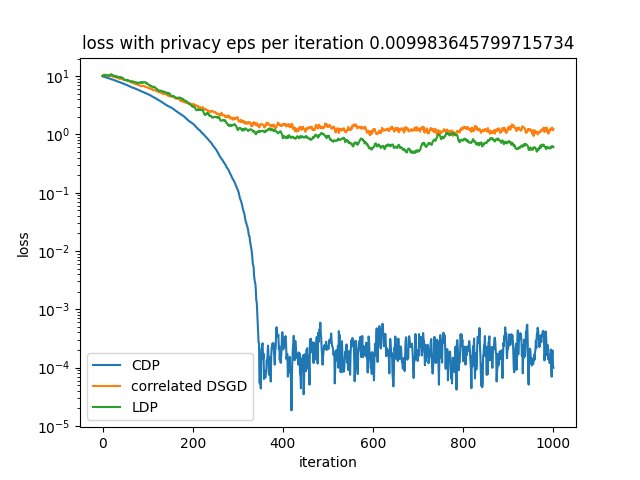 loss with privacy eps per iteration 0.009983645799715734
10¹
10⁰
10⁻¹
10⁻²
10⁻³
10⁻⁴
10⁻⁵
loss
CDP
correlated DSGD
LDP
0 200 400 600 800 1000
iteration